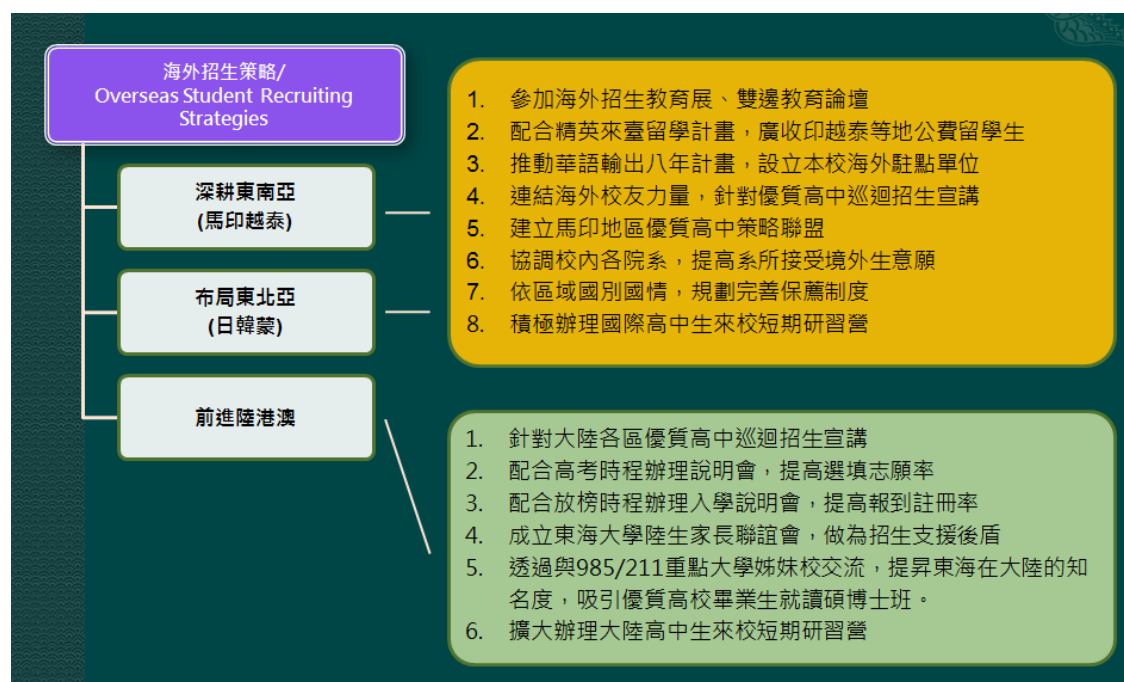 海外招生策略/
Overseas Student Recruiting
Strategies
深耕東南亞
(馬印越泰)
布局東北亞
(日韓蒙)
前進陸港澳
1. 參加海外招生教育展、雙邊教育論壇
2. 配合精英來臺留學計畫，廣收印越泰等地公費留學生
3. 推動華語輸出八年計畫，設立本校海外駐點單位
4. 連結海外校友力量，針對優質高中巡迴招生宣講
5. 建立馬印地區優質高中策略聯盟
6. 協調校內各院系，提高系所接受境外生意願
7. 依區域國別國情，規劃完善保薦制度
8. 積極辦理國際高中生來校短期研習營
1. 針對大陸各區優質高中巡迴招生宣講
2. 配合高考時程辦理說明會，提高選填志願率
3. 配合放榜時程辦理入學說明會，提高報到註冊率
4. 成立東海大學陸生家長聯誼會，做為招生支援後盾
5. 透過與985/211重點大學姊妹校交流，提昇東海在大陸的知
名度，吸引優質高校畢業生就讀碩博士班。
6. 擴大辦理大陸高中生來校短期研習營